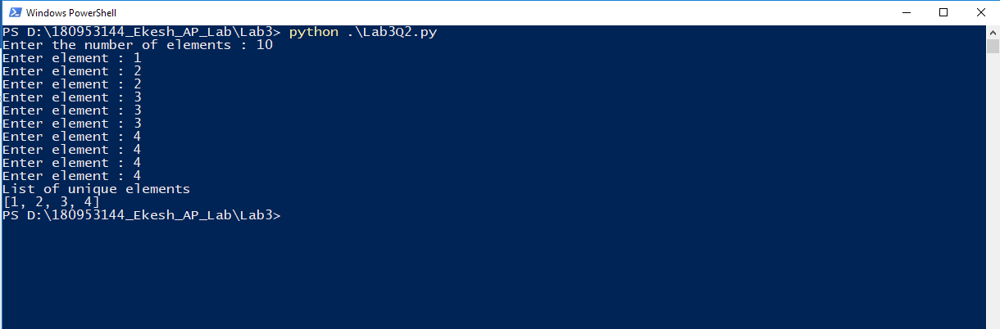 Windows PowerShell
PS D:\180953144_Ekesh_AP_Lab\Lab3> python .\Lab3Q2.py
Enter the number of elements : 10
Enter element : 1
Enter element : 2
Enter element : 2
Enter element : 3
Enter element : 3
Enter element : 3
Enter element : 4
Enter element : 4
Enter element : 4
Enter element : 4
List of unique elements
[1, 2, 3, 4]
PS D:\180953144_Ekesh_AP_Lab\Lab3>